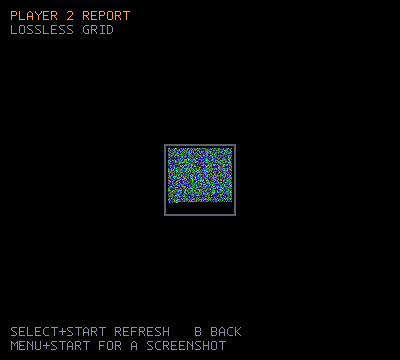 PLAYER 2 REPORT
LOSSLESS GRID
SELECT+START REFRESH   B BACK
MENU+START FOR A SCREENSHOT